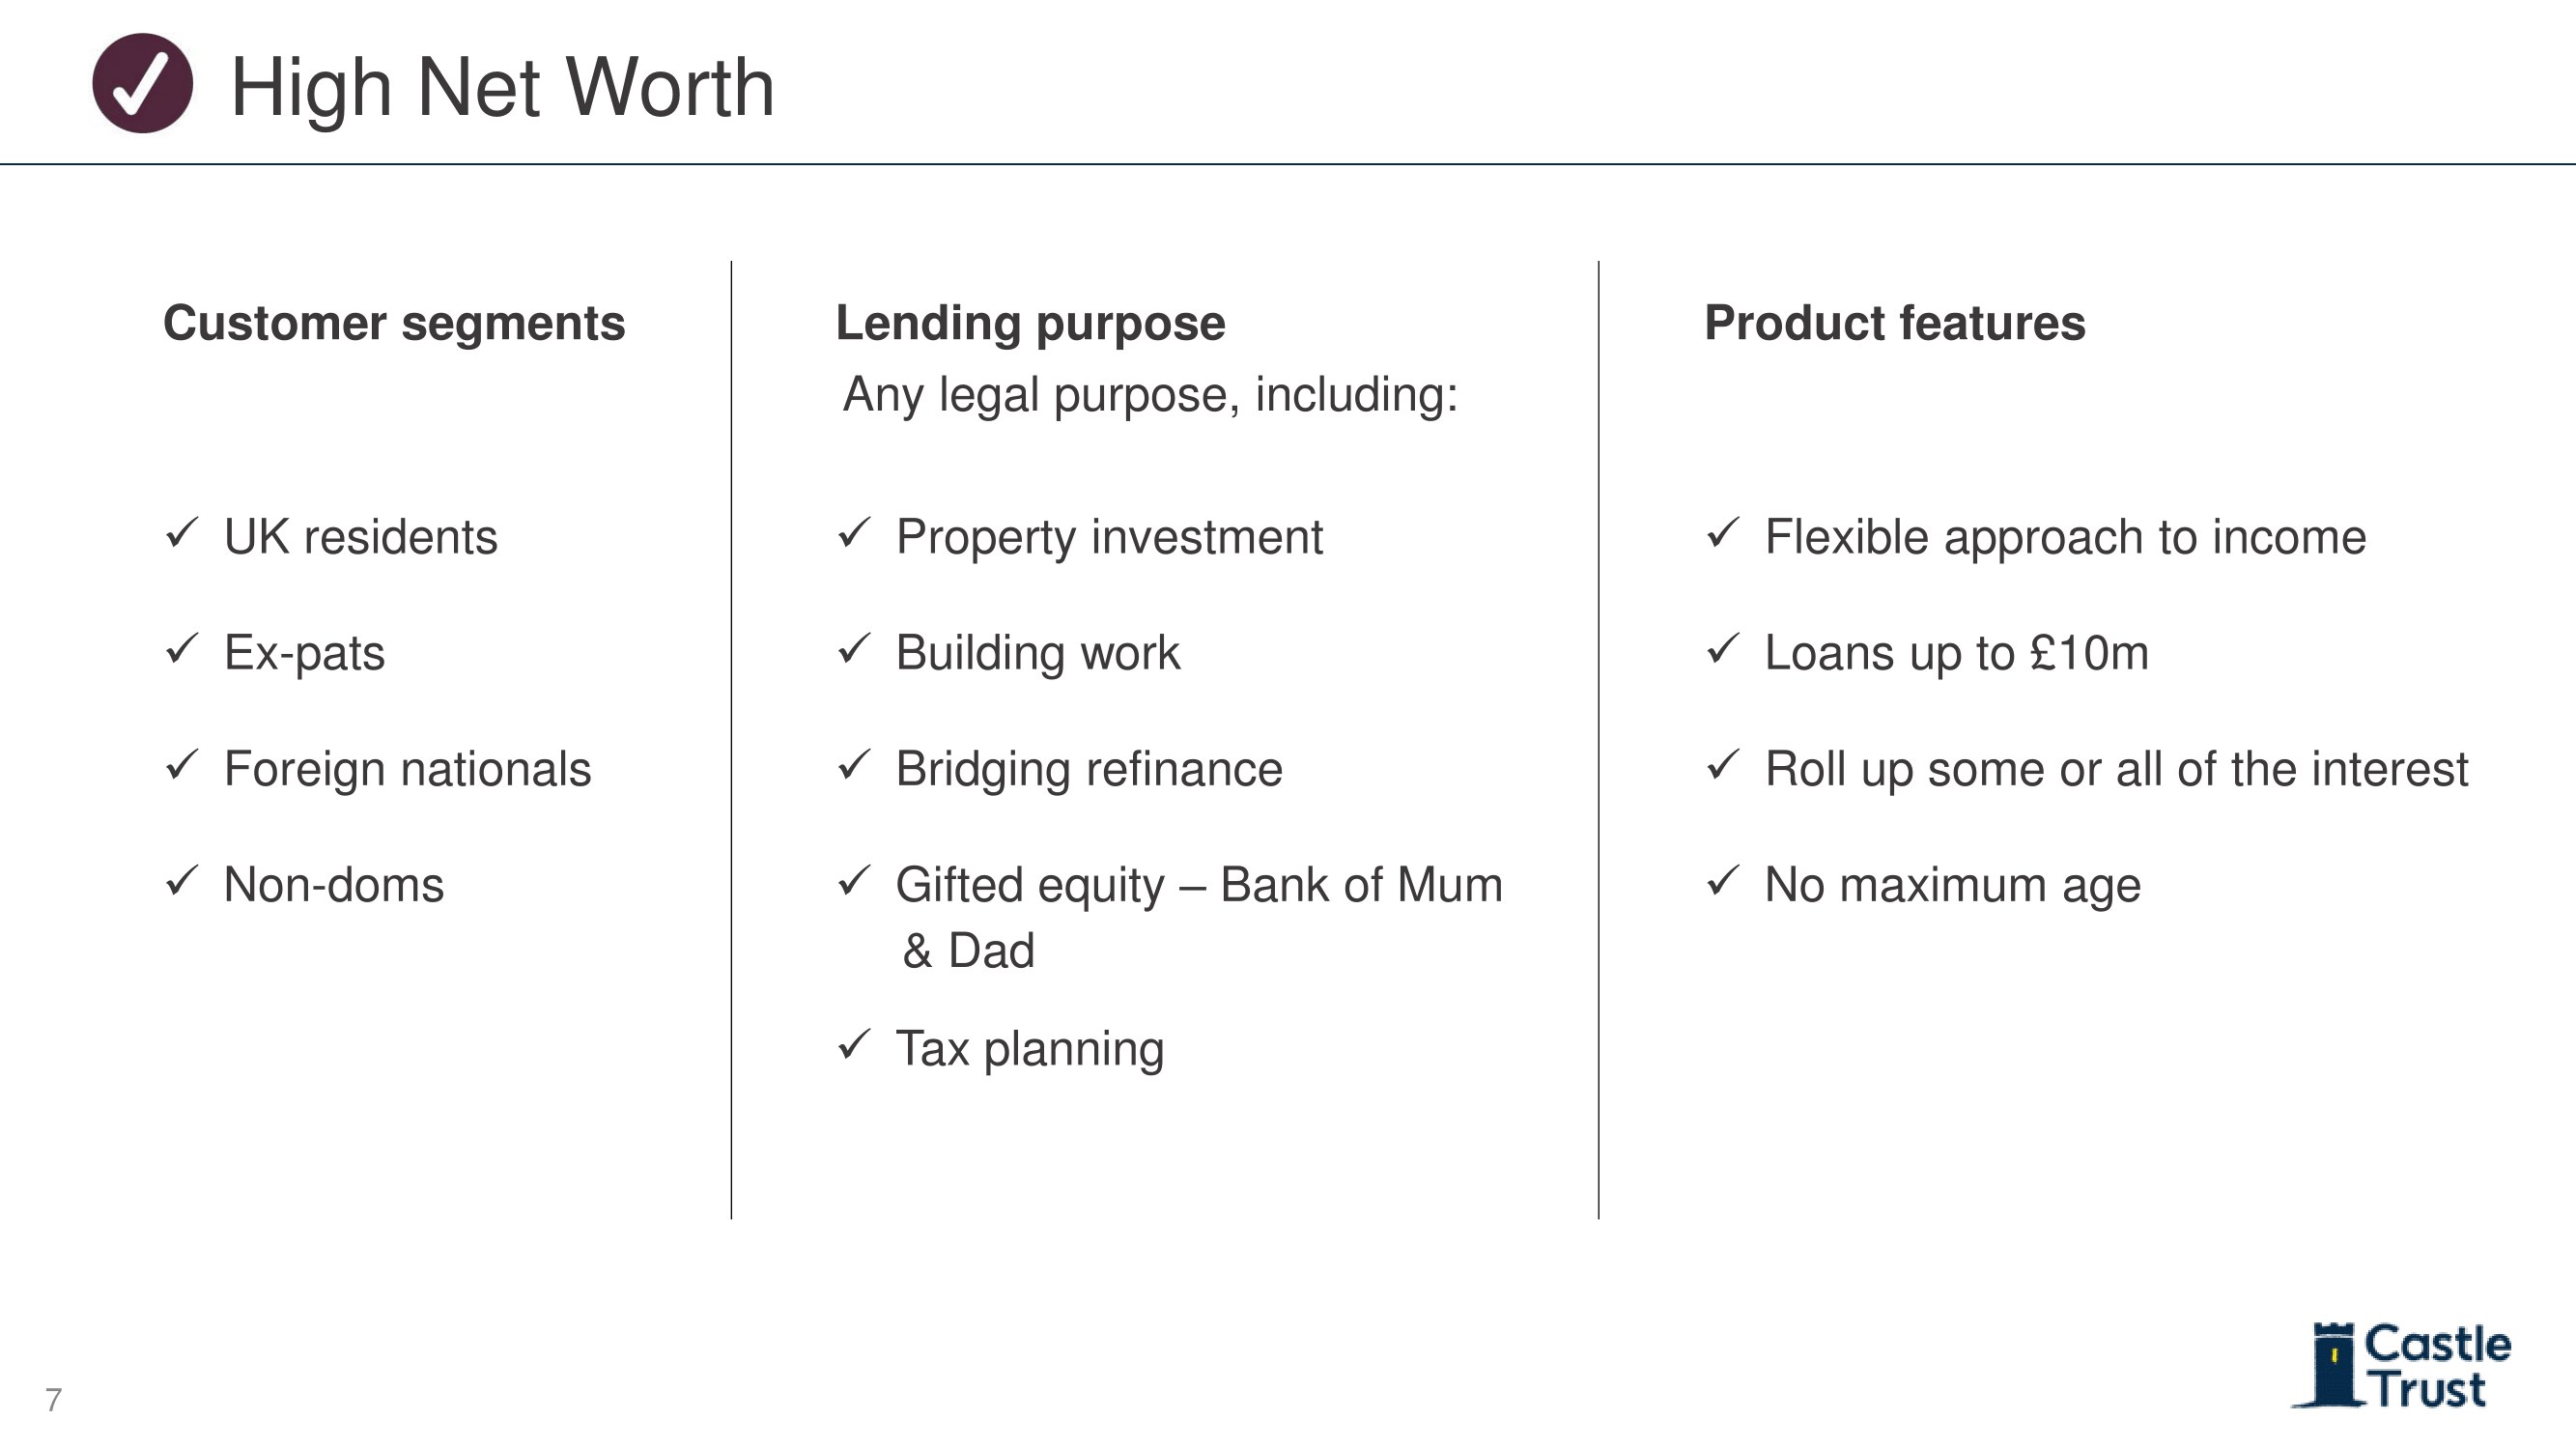 High Net Worth
Customer segments
UK residents
Ex-pats
Foreign nationals
Non-doms
Lending purpose
Any legal purpose, including:
Property investment
Building work
Bridging refinance
Gifted equity – Bank of Mum
& Dad
Tax planning
Product features
Flexible approach to income
Loans up to £10m
Roll up some or all of the interest
No maximum age
7
Castle
Trust